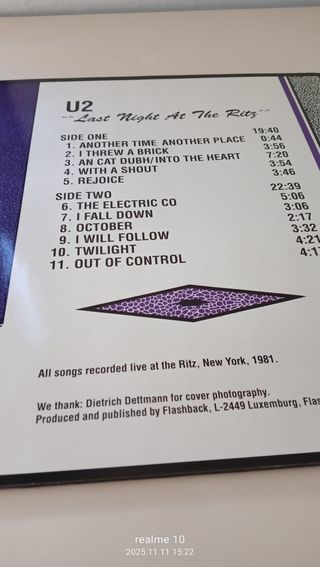 U2
--Last Night At The Ritz--
SIDE ONE 19:40
1. ANOTHER TIME ANOTHER PLACE 0:44
2. I THREW A BRICK 3:56
3. AN CAT DUBH/INTO THE HEART 7:20
4. WITH A SHOUT 3:54
5. REJOICE 3:46
SIDE TWO 22:39
6. THE ELECTRIC CO 5:06
7. I FALL DOWN 3:06
8. OCTOBER 2:17
9. I WILL FOLLOW 3:32
10. TWILIGHT 4:21
11. OUT OF CONTROL 4:1
All songs recorded live at the Ritz, New York, 1981.
We thank: Dietrich Dettmann for cover photography.
Produced and published by Flashback, L-2449 Luxemburg,
realme 10
2025.11.11 15:22